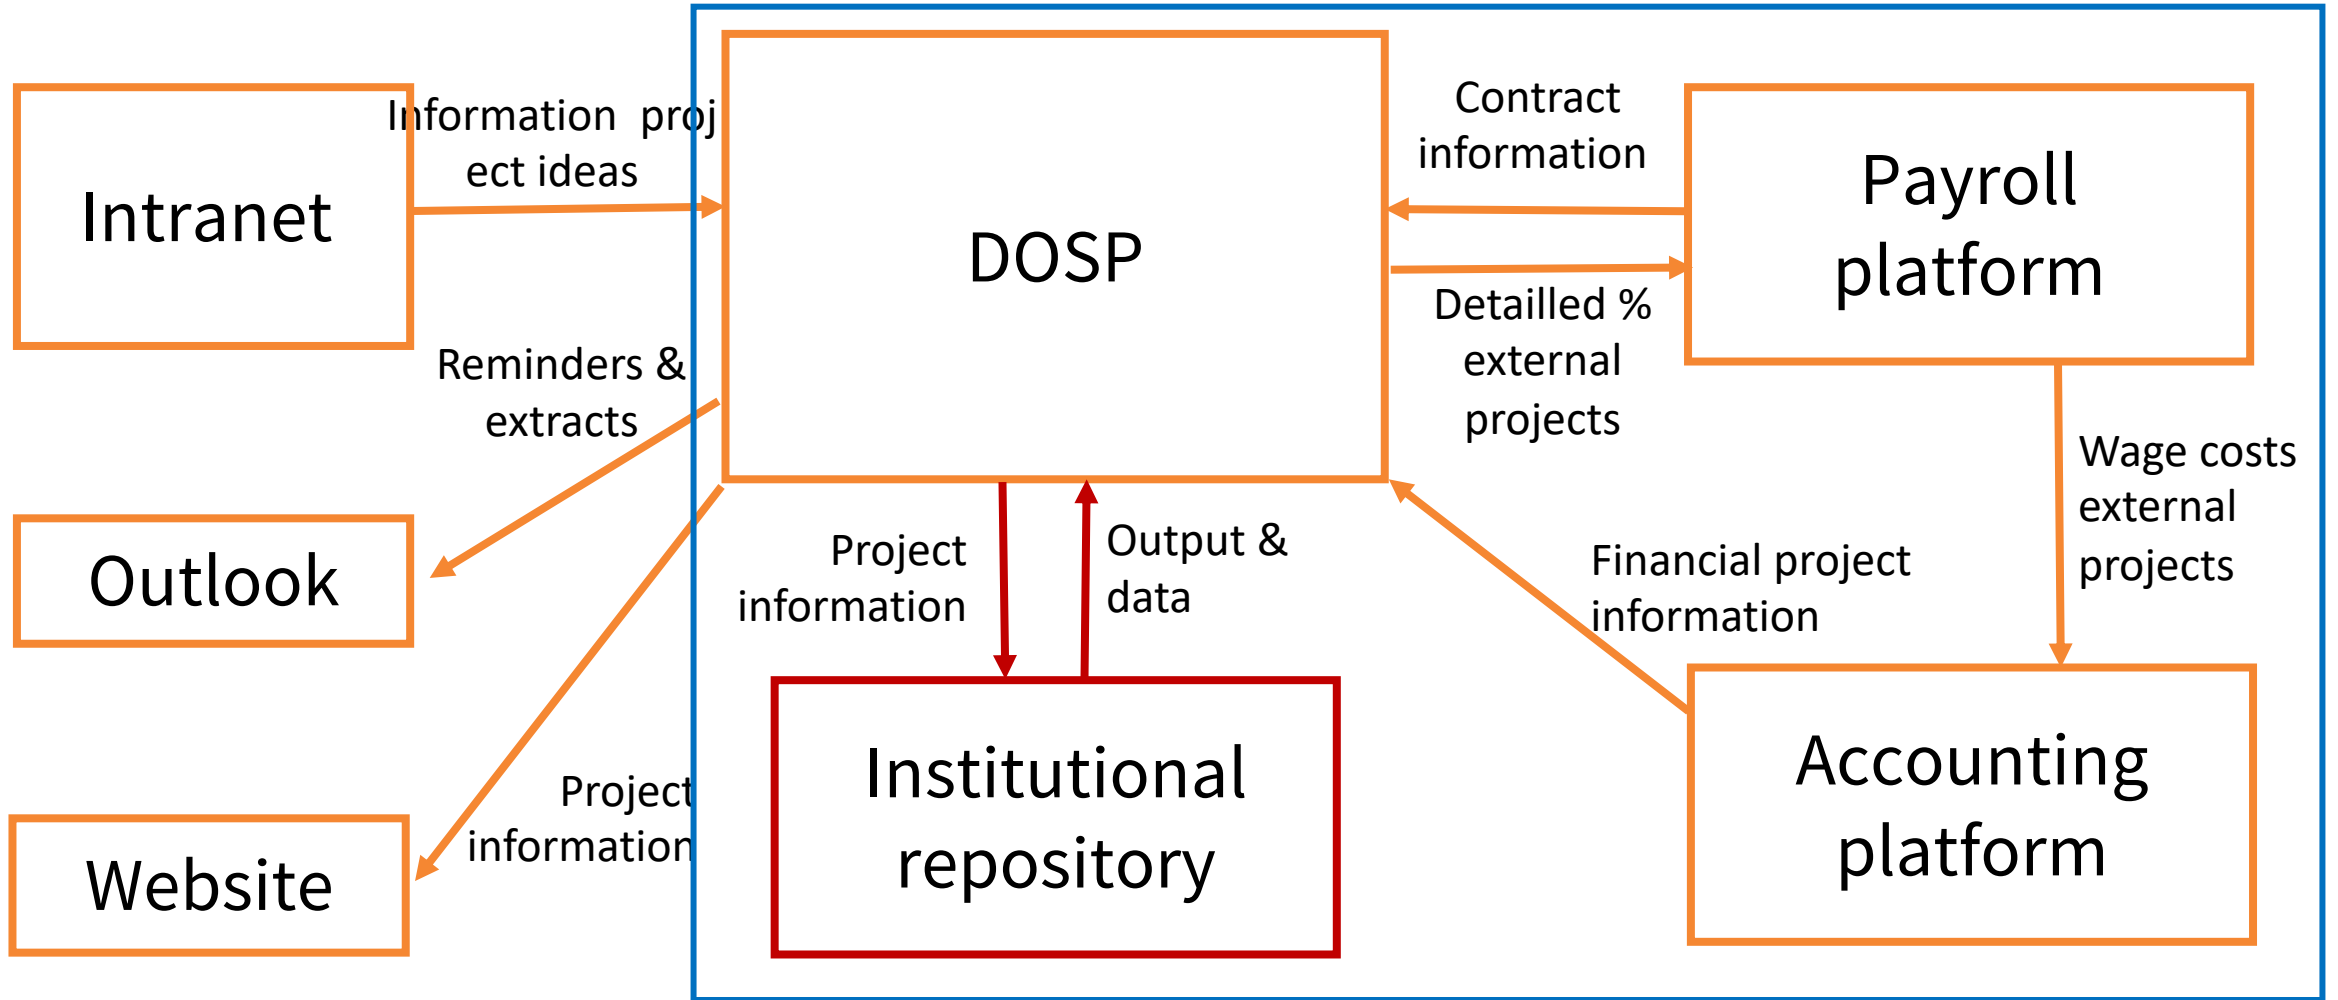 Intranet
Information  proj
ect ideas
DOSP
Contract
information
Payroll
platform
Detailled %
external
projects
Reminders &
extracts
Outlook
Project
information
Output &
data
Financial project
information
Wage costs
external
projects
Website
Project
information
Institutional
repository
Accounting
platform